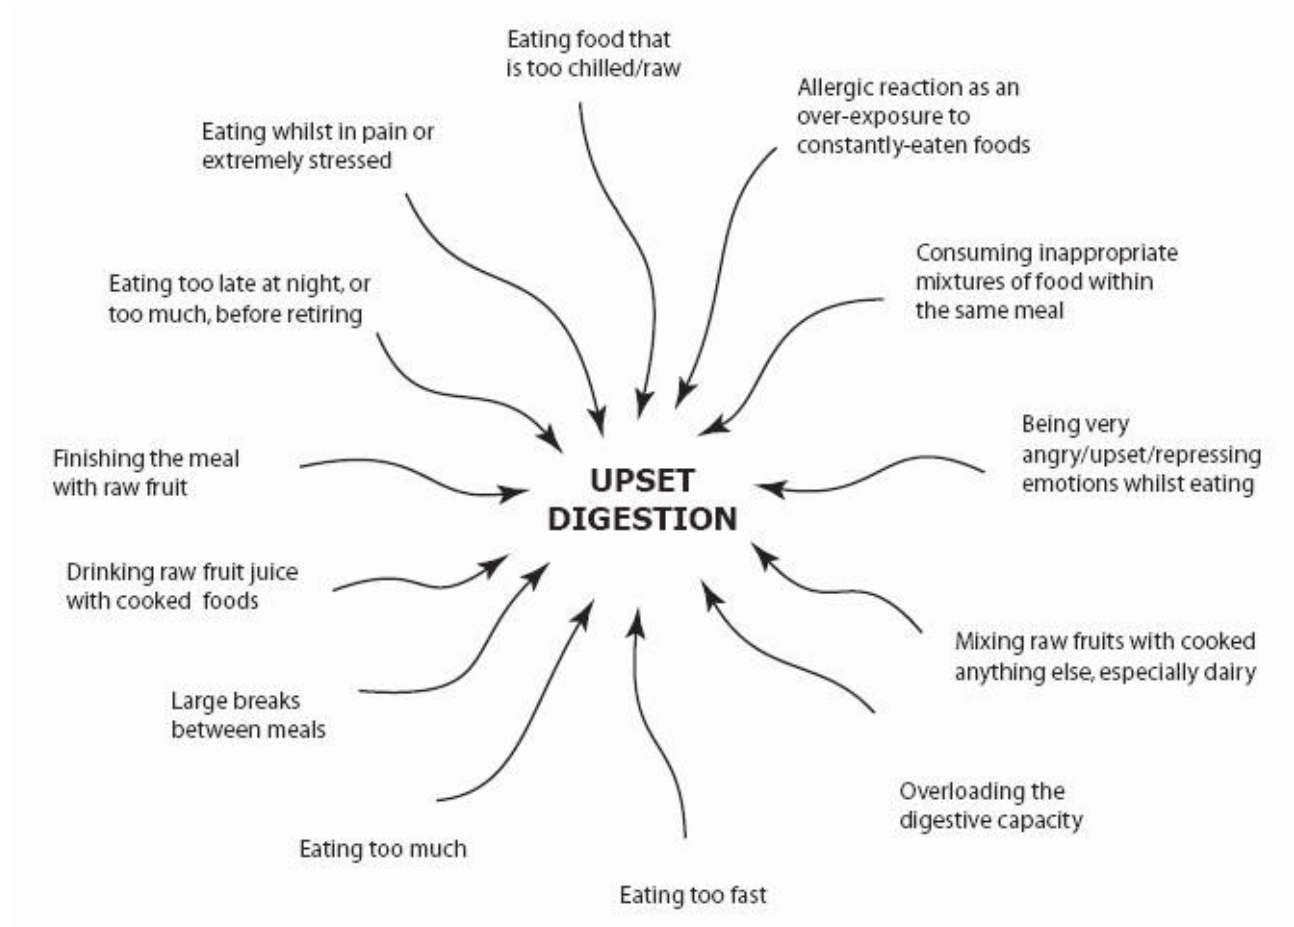 Eating food that
is too chilled/raw
Allergic reaction as an
over-exposure to
constantly-eaten foods
Eating whilst in pain or
extremely stressed
Consuming inappropriate
mixtures of food within
the same meal
Eating too late at night, or
too much, before retiring
Being very
angry/upset/repressing
emotions whilst eating
Finishing the meal
with raw fruit
UPSET
DIGESTION
Drinking raw fruit juice
with cooked foods
Mixing raw fruits with cooked
anything else, especially dairy
Large breaks
between meals
Overloading the
digestive capacity
Eating too much
Eating too fast